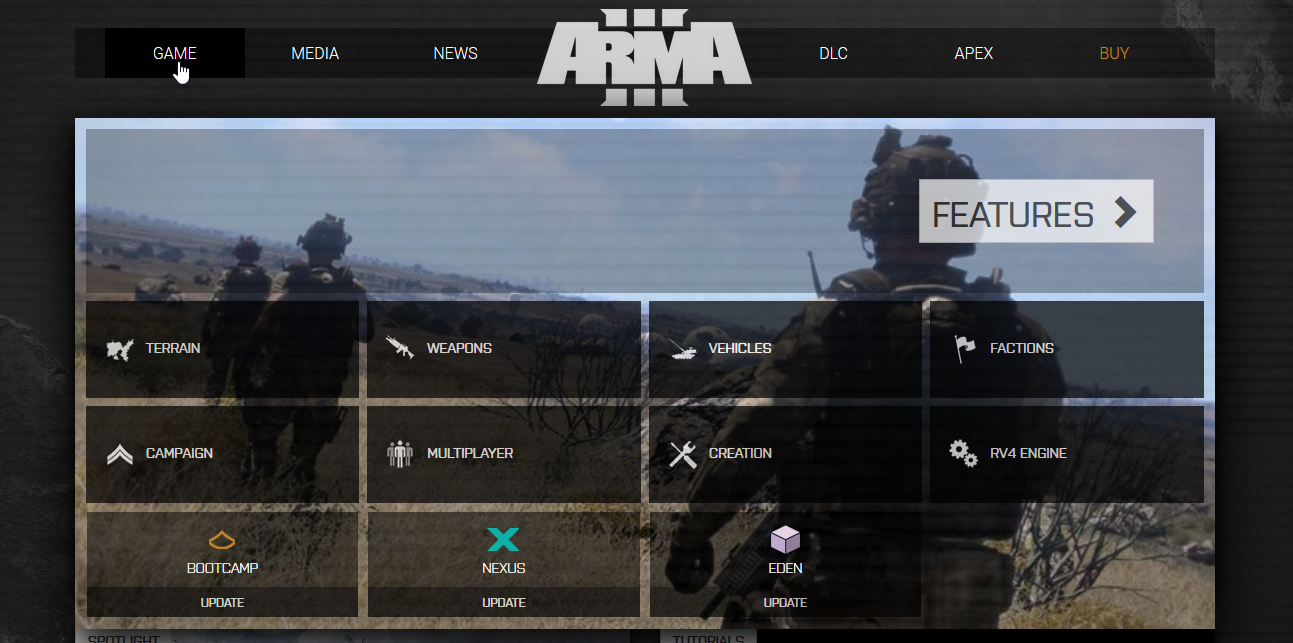 GAME
MEDIA
NEWS
ARMA
III
DLC
APEX
BUY
FEATURES
TERRAIN
WEAPONS
VEHICLES
FACTIONS
CAMPAIGN
MULTIPLAYER
CREATION
RV4 ENGINE
BOOTCAMP
NEXUS
EDEN
UPDATE
UPDATE
UPDATE
SPOTLIGHT
TUTORIALS